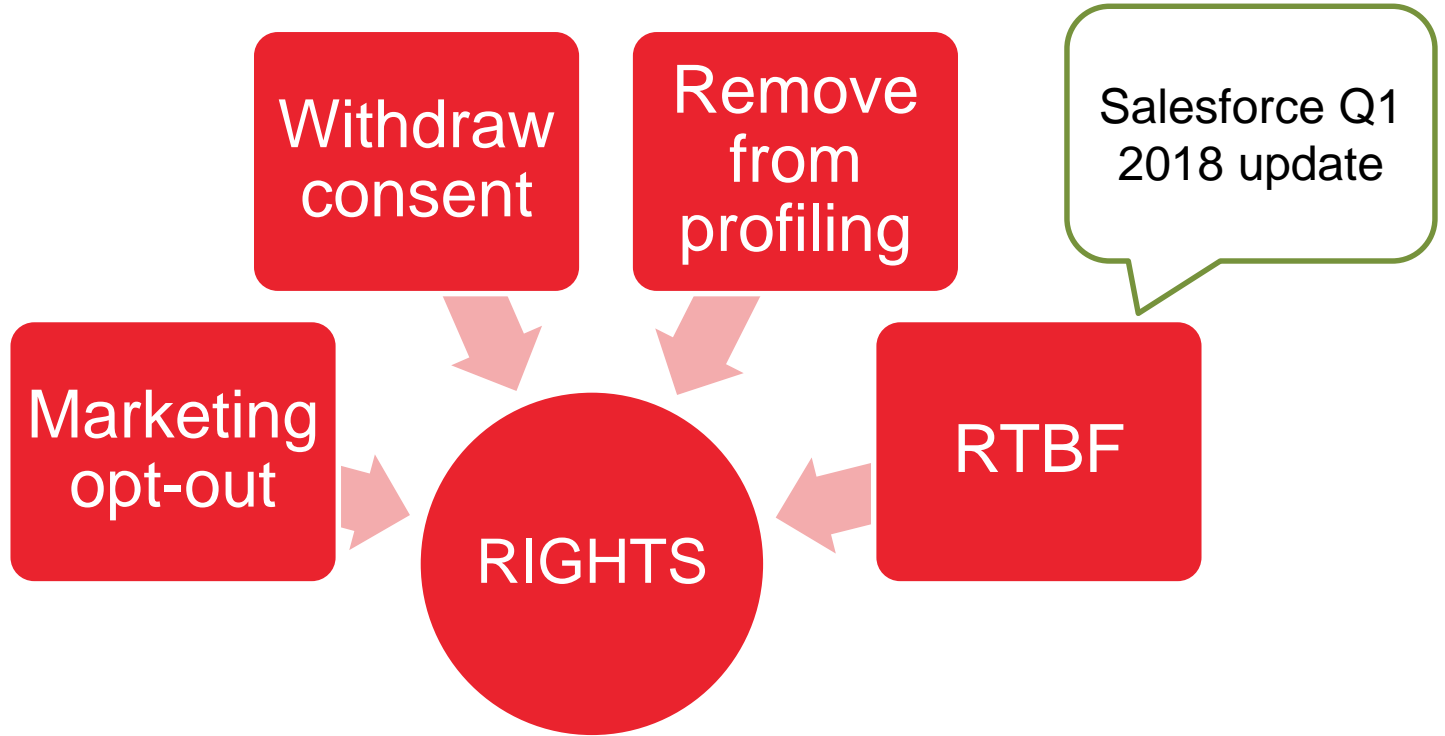 Withdraw
consent
Remove
from
profiling
Salesforce Q1
2018 update
Marketing
opt-out
RTBF
RIGHTS